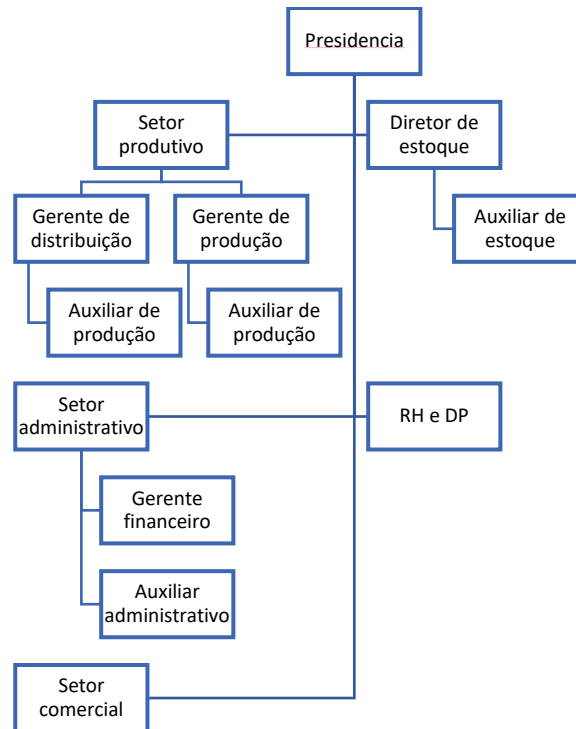 Presidencia
Setor
produtivo
Diretor de
estoque
Gerente de
distribuição
Gerente de
produção
Auxiliar de
estoque
Auxiliar de
produção
Auxiliar de
produção
Setor
administrativo
RH e DP
Gerente
financeiro
Auxiliar
administrativo
Setor
comercial